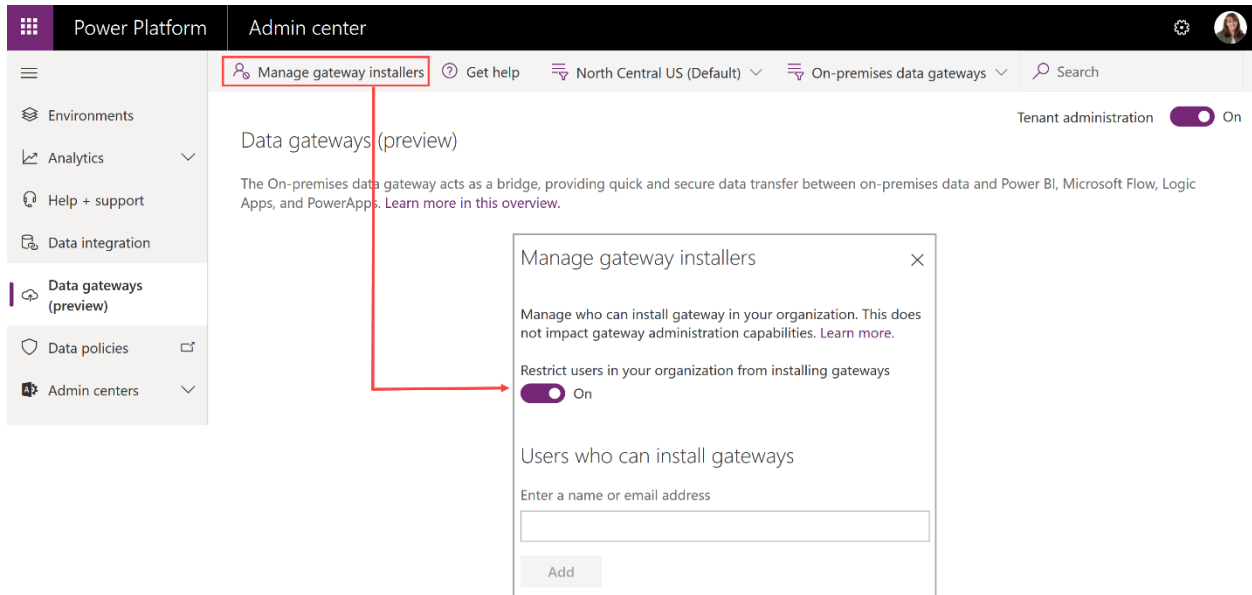 Power Platform
Admin center
Manage gateway installers
Get help
North Central US (Default)
On-premises data gateways
Search
Environments
Analytics
Help + support
Data integration
Data gateways
(preview)
Data policies
Admin centers
Tenant administration
On
Data gateways (preview)
The On-premises data gateway acts as a bridge, providing quick and secure data transfer between on-premises data and Power BI, Microsoft Flow, Logic
Apps, and PowerApps. Learn more in this overview.
Manage gateway installers
Manage who can install gateway in your organization. This does
not impact gateway administration capabilities. Learn more.
Restrict users in your organization from installing gateways
On
Users who can install gateways
Enter a name or email address
Add